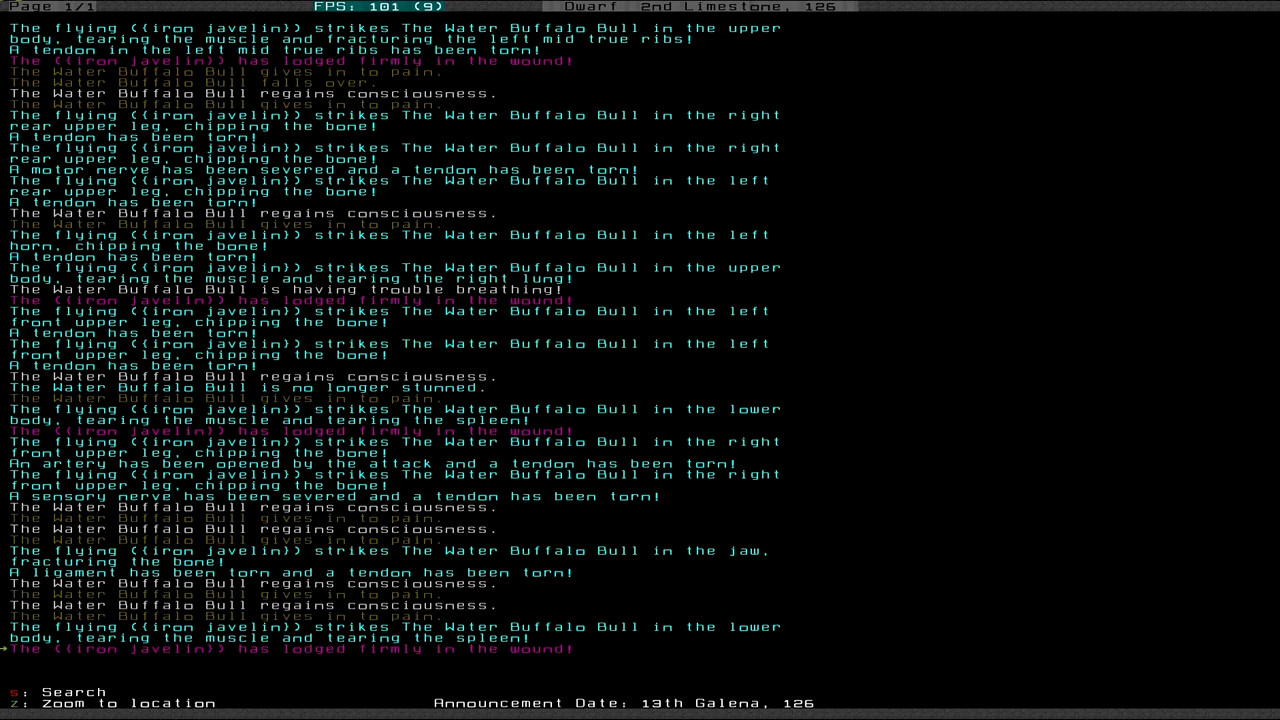 Page 1/1 FPS: 101 (9) Dwarf 2nd Limestone, 126
The flying ({iron javelin}) strikes The Water Buffalo Bull in the upper
body, tearing the muscle and fracturing the left mid true ribs!
A tendon in the left mid true ribs has been torn!
The ({iron javelin}) has lodged firmly in the wound!
The Water Buffalo Bull gives in to pain.
The Water Buffalo Bull falls over.
The Water Buffalo Bull regains consciousness.
The Water Buffalo Bull gives in to pain.
The flying ({iron javelin}) strikes The Water Buffalo Bull in the right
rear upper leg, chipping the bone!
A tendon has been torn!
The flying ({iron javelin}) strikes The Water Buffalo Bull in the right
rear upper leg, chipping the bone!
A motor nerve has been severed and a tendon has been torn!
The flying ({iron javelin}) strikes The Water Buffalo Bull in the left
rear upper leg, chipping the bone!
A tendon has been torn!
The Water Buffalo Bull regains consciousness.
The Water Buffalo Bull gives in to pain.
The flying ({iron javelin}) strikes The Water Buffalo Bull in the left
horn, chipping the bone!
A tendon has been torn!
The flying ({iron javelin}) strikes The Water Buffalo Bull in the upper
body, tearing the muscle and tearing the right lung!
The Water Buffalo Bull is having trouble breathing!
The ({iron javelin}) has lodged firmly in the wound!
The flying ({iron javelin}) strikes The Water Buffalo Bull in the left
front upper leg, chipping the bone!
A tendon has been torn!
The flying ({iron javelin}) strikes The Water Buffalo Bull in the left
front upper leg, chipping the bone!
A tendon has been torn!
The Water Buffalo Bull regains consciousness.
The Water Buffalo Bull is no longer stunned.
The Water Buffalo Bull gives in to pain.
The flying ({iron javelin}) strikes The Water Buffalo Bull in the lower
body, tearing the muscle and tearing the spleen!
The ({iron javelin}) has lodged firmly in the wound!
The flying ({iron javelin}) strikes The Water Buffalo Bull in the right
front upper leg, chipping the bone!
An artery has been opened by the attack and a tendon has been torn!
The flying ({iron javelin}) strikes The Water Buffalo Bull in the right
front upper leg, chipping the bone!
A sensory nerve has been severed and a tendon has been torn!
The Water Buffalo Bull regains consciousness.
The Water Buffalo Bull gives in to pain.
The Water Buffalo Bull regains consciousness.
The Water Buffalo Bull gives in to pain.
The flying ({iron javelin}) strikes The Water Buffalo Bull in the jaw,
fracturing the bone!
A ligament has been torn and a tendon has been torn!
The Water Buffalo Bull regains consciousness.
The Water Buffalo Bull gives in to pain.
The Water Buffalo Bull regains consciousness.
The Water Buffalo Bull gives in to pain.
The flying ({iron javelin}) strikes The Water Buffalo Bull in the lower
body, tearing the muscle and tearing the spleen!
→The ({iron javelin}) has lodged firmly in the wound!
s: Search
z: Zoom to location Announcement Date: 13th Galena, 126